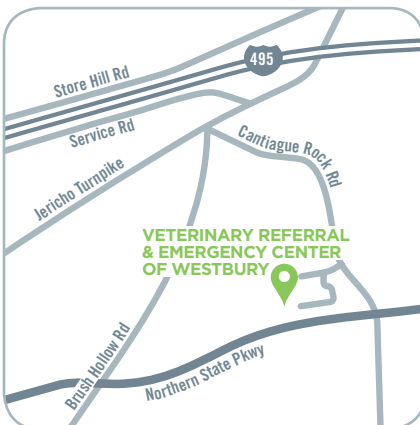 495
Store Hill Rd
Service Rd
Cantiague Rock Rd
Jericho Turnpike
VETERINARY REFERRAL
& EMERGENCY CENTER
OF WESTBURY
Brush Hollow Rd
Northern State Pkwy